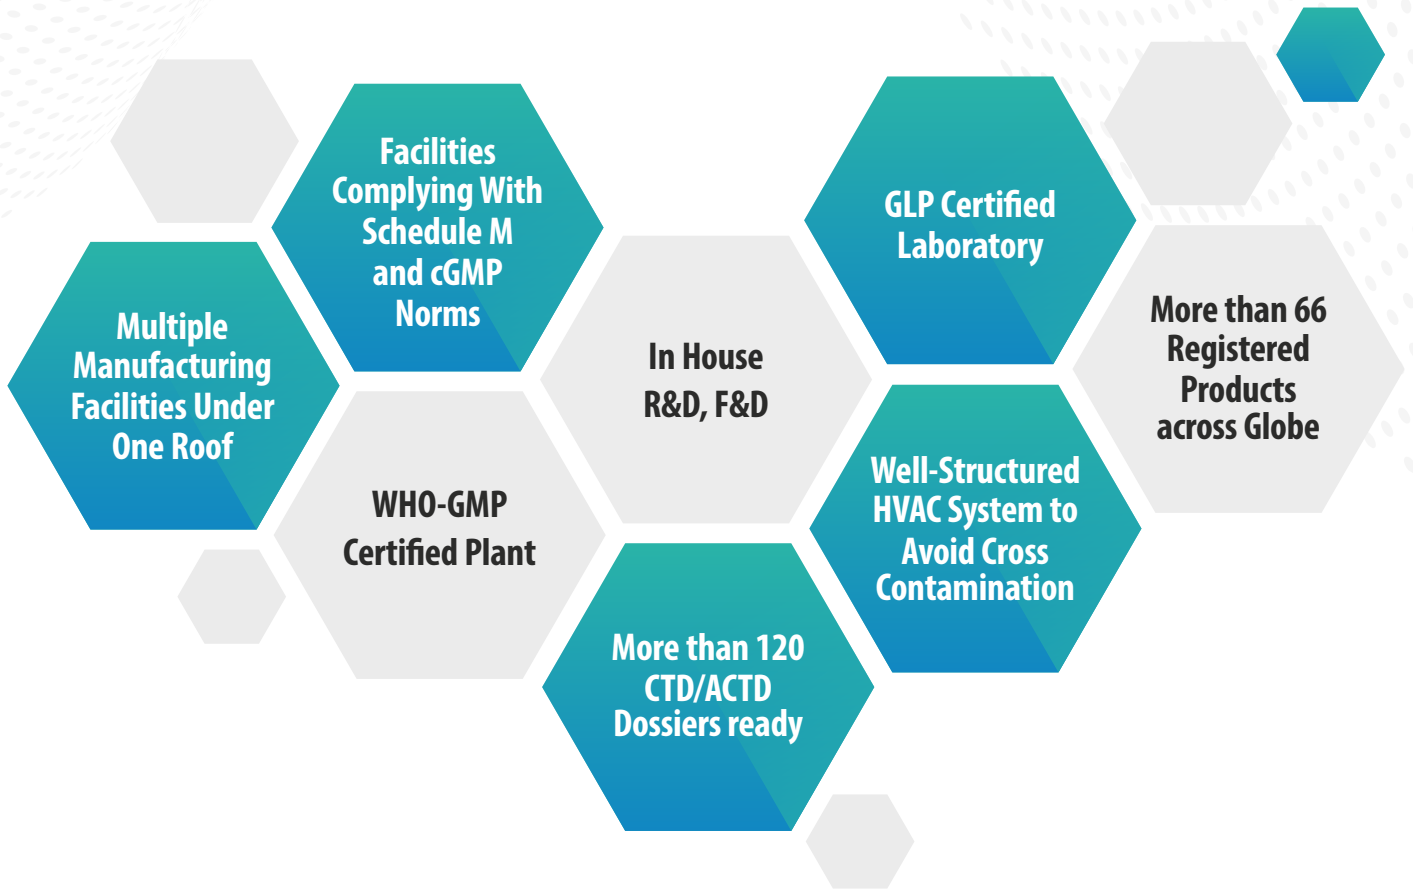 Multiple
Manufacturing
Facilities Under
One Roof
Facilities
Complying With
Schedule M
and cGMP
Norms
WHO-GMP
Certified Plant
In House
R&D, F&D
More than 120
CTD/ACTD
Dossiers ready
GLP Certified
Laboratory
Well-Structured
HVAC System to
Avoid Cross
Contamination
More than 66
Registered
Products
across Globe